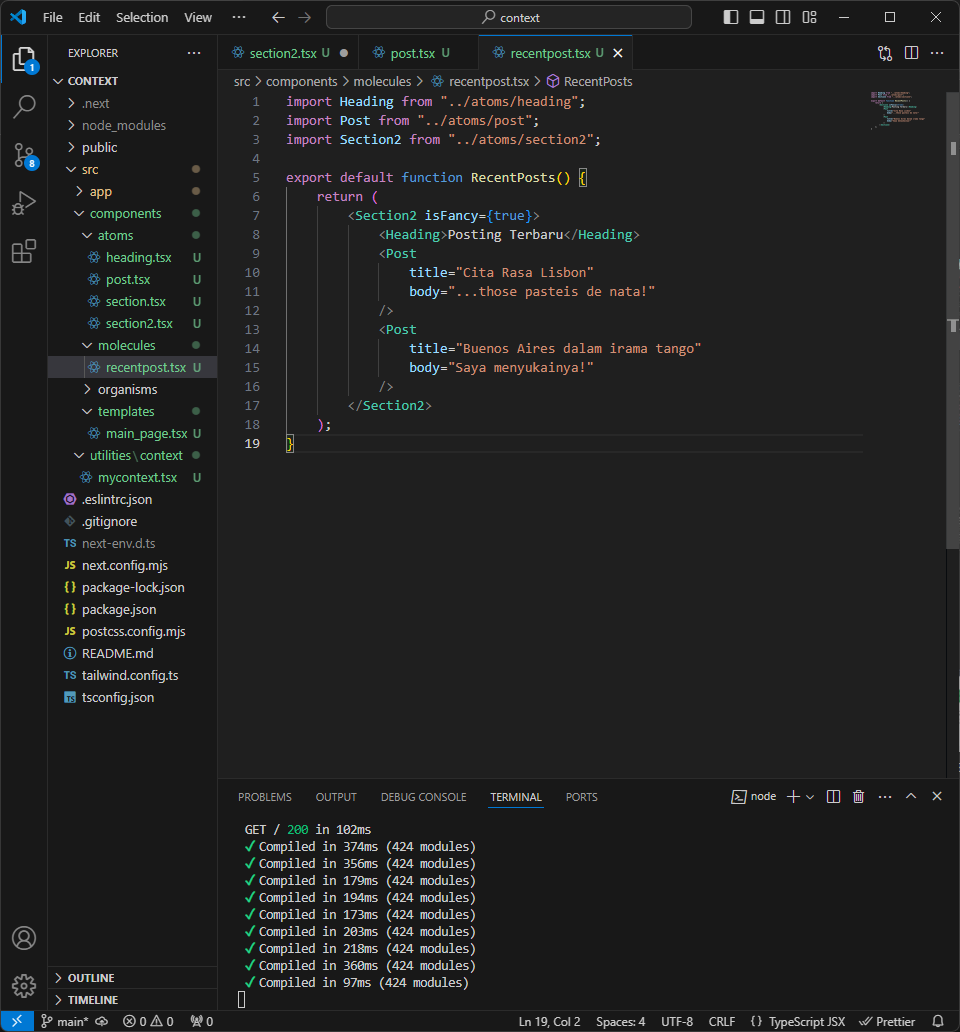 File Edit Selection View ··· context
EXPLORER ···
CONTEXT
.next
node_modules
public
src
app
components
atoms
heading.tsx U
post.tsx U
section.tsx U
section2.tsx U
molecules
recentpost.tsx U
organisms
templates
main_page.tsx U
utilities\context
mycontext.tsx U
.eslintrc.json
.gitignore
TS next-env.d.ts
JS next.config.mjs
{} package-lock.json
{} package.json
JS postcss.config.mjs
README.md
TS tailwind.config.ts
TS tsconfig.json
OUTLINE
TIMELINE
1
8
section2.tsx U post.tsx U recentpost.tsx U
src > components > molecules > recentpost.tsx > RecentPosts
1 import Heading from "../atoms/heading";
2 import Post from "../atoms/post";
3 import Section2 from "../atoms/section2";
4
5 export default function RecentPosts() {
6 return (
7 <Section2 isFancy={true}>
8 <Heading>Posting Terbaru</Heading>
9 <Post
10 title="Cita Rasa Lisbon"
11 body="...those pasteis de nata!"
12 />
13 <Post
14 title="Buenos Aires dalam irama tango"
15 body="Saya menyukainya!"
16 />
17 </Section2>
18 );
19 }
PROBLEMS OUTPUT DEBUG CONSOLE TERMINAL PORTS node
GET / 200 in 102ms
✓ Compiled in 374ms (424 modules)
✓ Compiled in 356ms (424 modules)
✓ Compiled in 179ms (424 modules)
✓ Compiled in 194ms (424 modules)
✓ Compiled in 173ms (424 modules)
✓ Compiled in 203ms (424 modules)
✓ Compiled in 218ms (424 modules)
✓ Compiled in 360ms (424 modules)
✓ Compiled in 97ms (424 modules)
main* 0 0 0 Ln 19, Col 2 Spaces: 4 UTF-8 CRLF {} TypeScript JSX Prettier